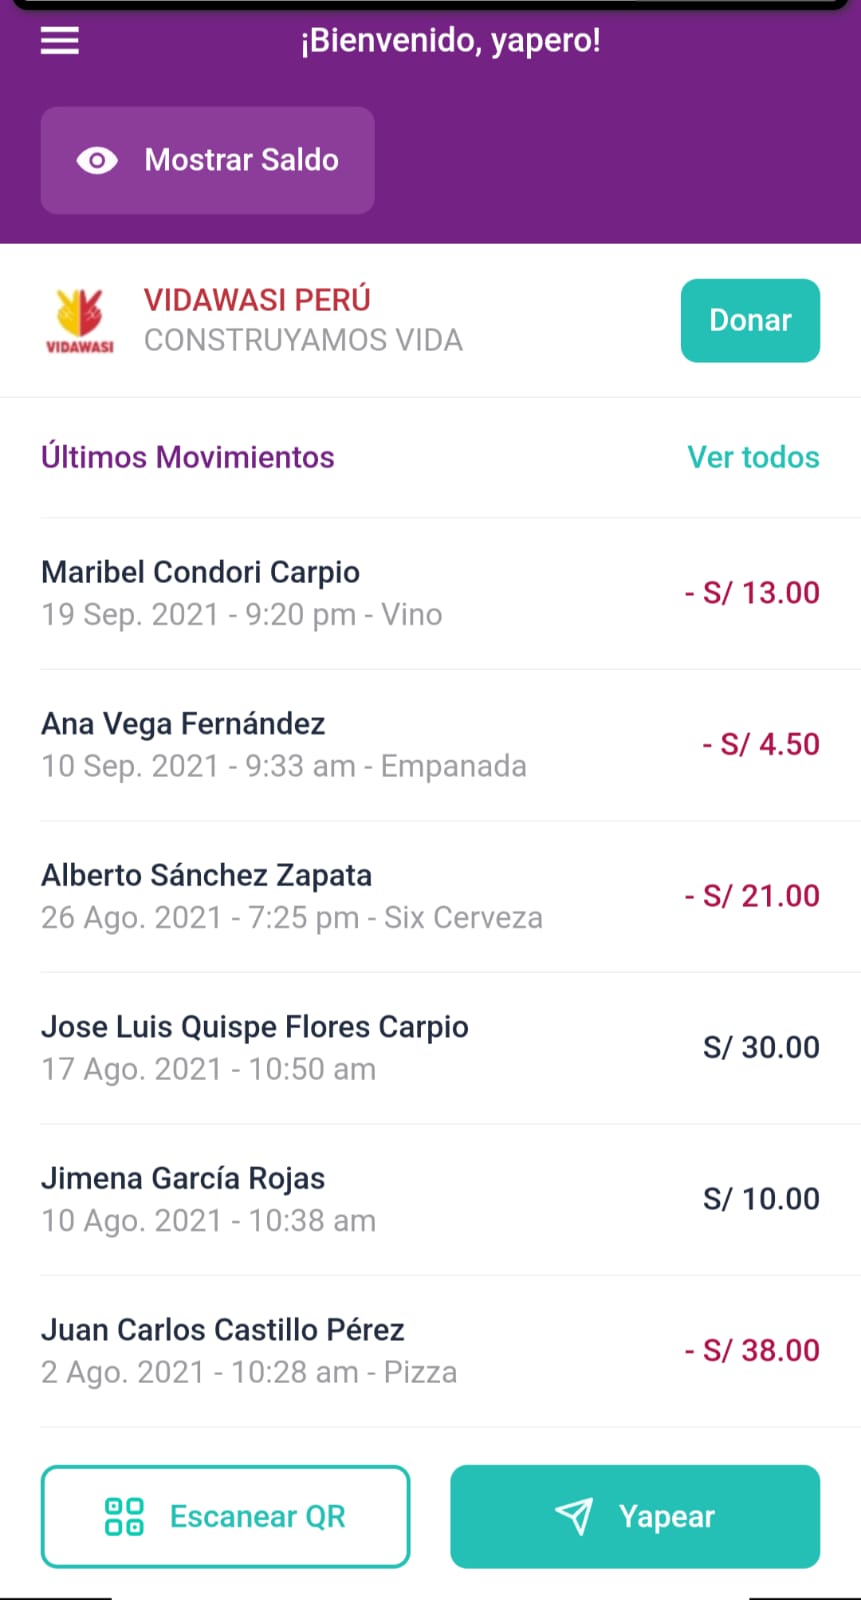 ¡Bienvenido, yapero!
Mostrar Saldo
VIDAWASI
VIDAWASI PERÚ
CONSTRUYAMOS VIDA
Donar
Últimos Movimientos
Ver todos
Maribel Condori Carpio
19 Sep. 2021 - 9:20 pm - Vino
- S/ 13.00
Ana Vega Fernández
10 Sep. 2021 - 9:33 am - Empanada
- S/ 4.50
Alberto Sánchez Zapata
26 Ago. 2021 - 7:25 pm - Six Cerveza
- S/ 21.00
Jose Luis Quispe Flores Carpio
17 Ago. 2021 - 10:50 am
S/ 30.00
Jimena García Rojas
10 Ago. 2021 - 10:38 am
S/ 10.00
Juan Carlos Castillo Pérez
2 Ago. 2021 - 10:28 am - Pizza
- S/ 38.00
Escanear QR
Yapear